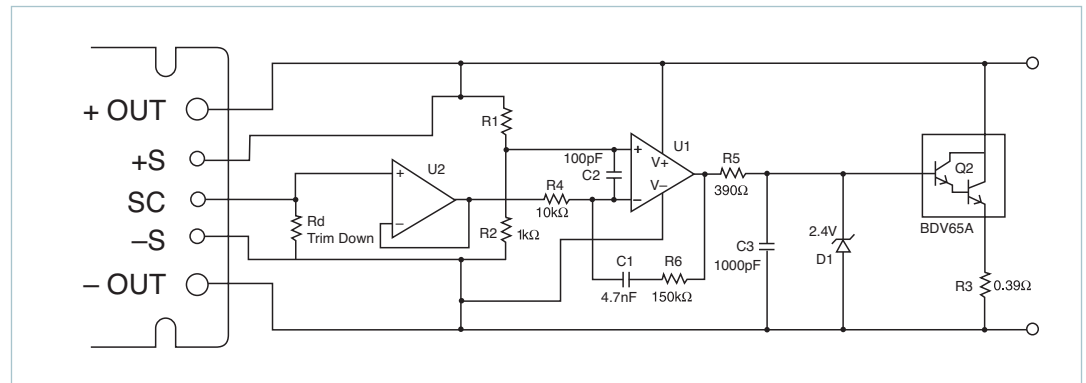 + OUT
+S
SC
–S
– OUT
Rd
Trim Down
+
–
U2
R1
R2
1kΩ
R4
10kΩ
100pF
C2
+
–
V+
V–
U1
C1
4.7nF
R6
150kΩ
R5
390Ω
C3
1000pF
2.4V
D1
Q2
BDV65A
R3
0.39Ω